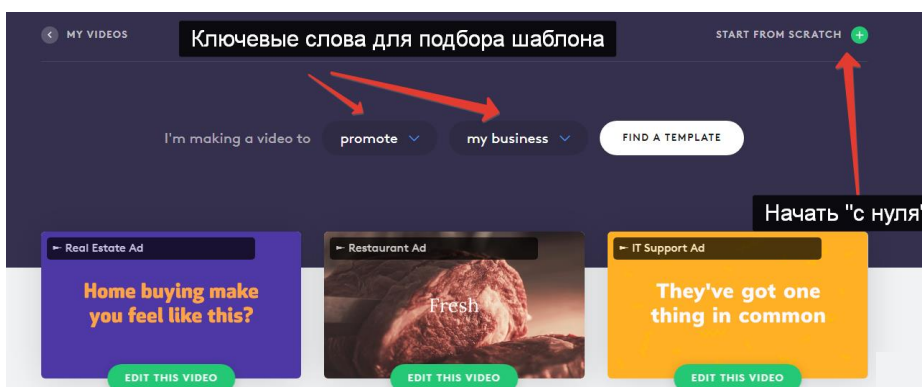 MY VIDEOS
Ключевые слова для подбора шаблона
START FROM SCRATCH
I'm making a video to promote my business FIND A TEMPLATE
Начать "с нуля"
Real Estate Ad
Restaurant Ad
IT Support Ad
Home buying make
you feel like this?
Fresh
They've got one
thing in common
EDIT THIS VIDEO
EDIT THIS VIDEO
EDIT THIS VIDEO